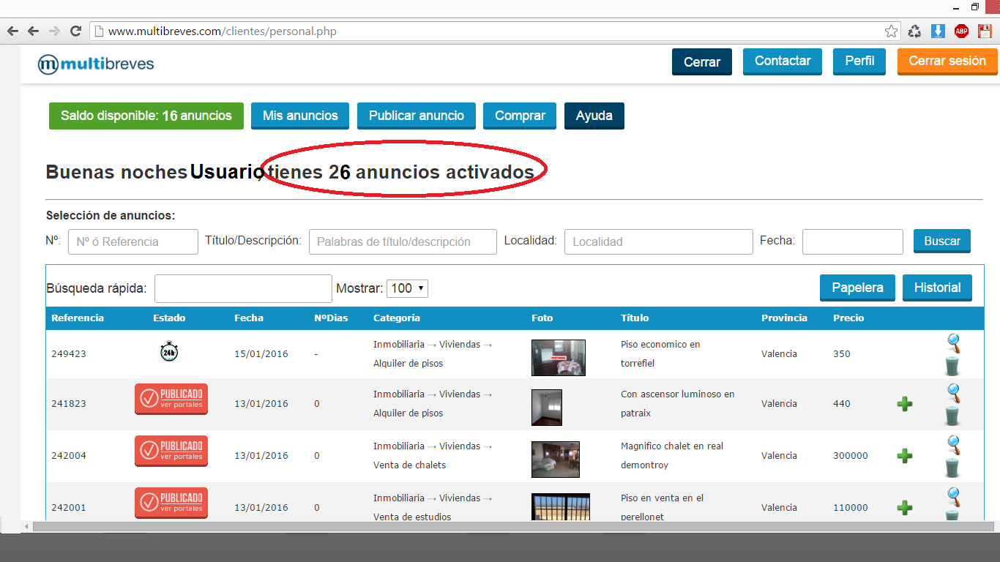 www.multibreves.com/clientes/personal.php
ABP
m multibreves
Cerrar Contactar Perfil Cerrar sesión
Saldo disponible: 16 anuncios Mis anuncios Publicar anuncio Comprar Ayuda
Buenas noches Usuario, tienes 26 anuncios activados
Selección de anuncios:
Nº: Nº ó Referencia Título/Descripción: Palabras de título/descripción Localidad: Localidad Fecha: Buscar
Búsqueda rápida: Mostrar: 100 Papelera Historial
Referencia Estado Fecha NºDias Categoría Foto Título Provincia Precio
249423 24h 15/01/2016 - Inmobiliaria → Viviendas → Piso economico en Valencia 350
Alquiler de pisos torrefiel
241823 PUBLICADO ver portales 13/01/2016 0 Inmobiliaria → Viviendas → Con ascensor luminoso en Valencia 440
Alquiler de pisos patraix
242004 PUBLICADO ver portales 13/01/2016 0 Inmobiliaria → Viviendas → Magnifico chalet en real Valencia 300000
Venta de chalets demontroy
242001 PUBLICADO ver portales 13/01/2016 0 Inmobiliaria → Viviendas → Piso en venta en el Valencia 110000
Venta de estudios perellonet